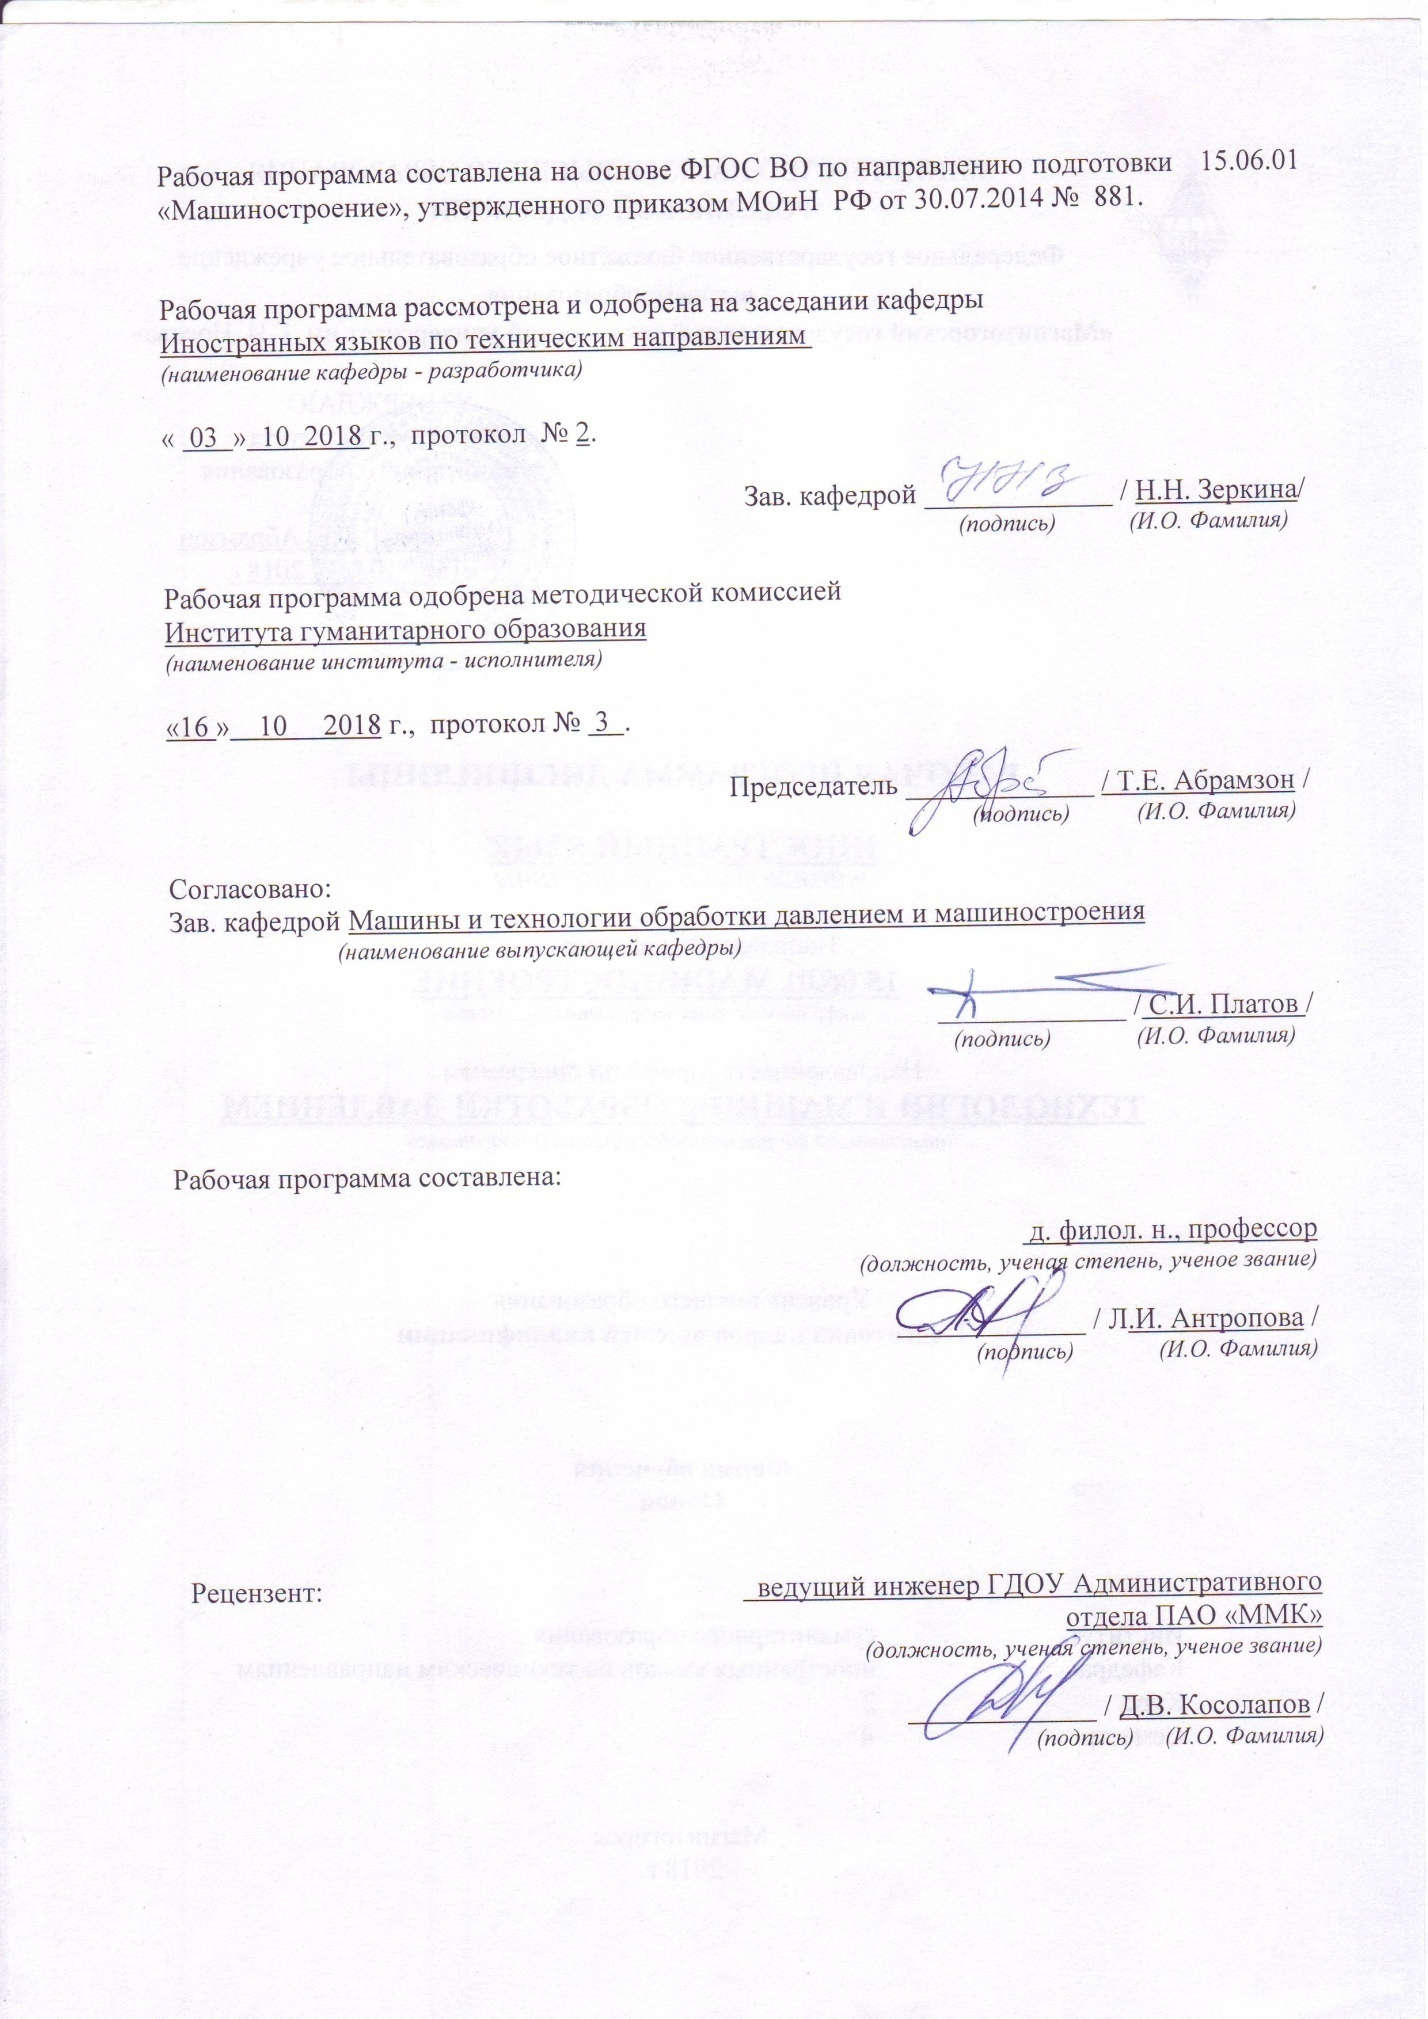 Рабочая программа составлена на основе ФГОС ВО по направлению подготовки 15.06.01
«Машиностроение», утвержденного приказом МОиН РФ от 30.07.2014 № 881.
Рабочая программа рассмотрена и одобрена на заседании кафедры
Иностранных языков по техническим направлениям
(наименование кафедры - разработчика)
« 03 » 10 2018 г., протокол № 2.
Зав. кафедрой ______________ / Н.Н. Зеркина/
(подпись) (И.О. Фамилия)
Рабочая программа одобрена методической комиссией
Института гуманитарного образования
(наименование института - исполнителя)
«16 » 10 2018 г., протокол № 3 .
Председатель ______________ / Т.Е. Абрамзон /
(подпись) (И.О. Фамилия)
Согласовано:
Зав. кафедрой Машины и технологии обработки давлением и машиностроения
(наименование выпускающей кафедры)
______________ / С.И. Платов /
(подпись) (И.О. Фамилия)
Рабочая программа составлена:
д. филол. н., профессор
(должность, ученая степень, ученое звание)
______________ / Л.И. Антропова /
(подпись) (И.О. Фамилия)
Рецензент: ведущий инженер ГДОУ Административного
отдела ПАО «ММК»
(должность, ученая степень, ученое звание)
______________ / Д.В. Косолапов /
(подпись) (И.О. Фамилия)